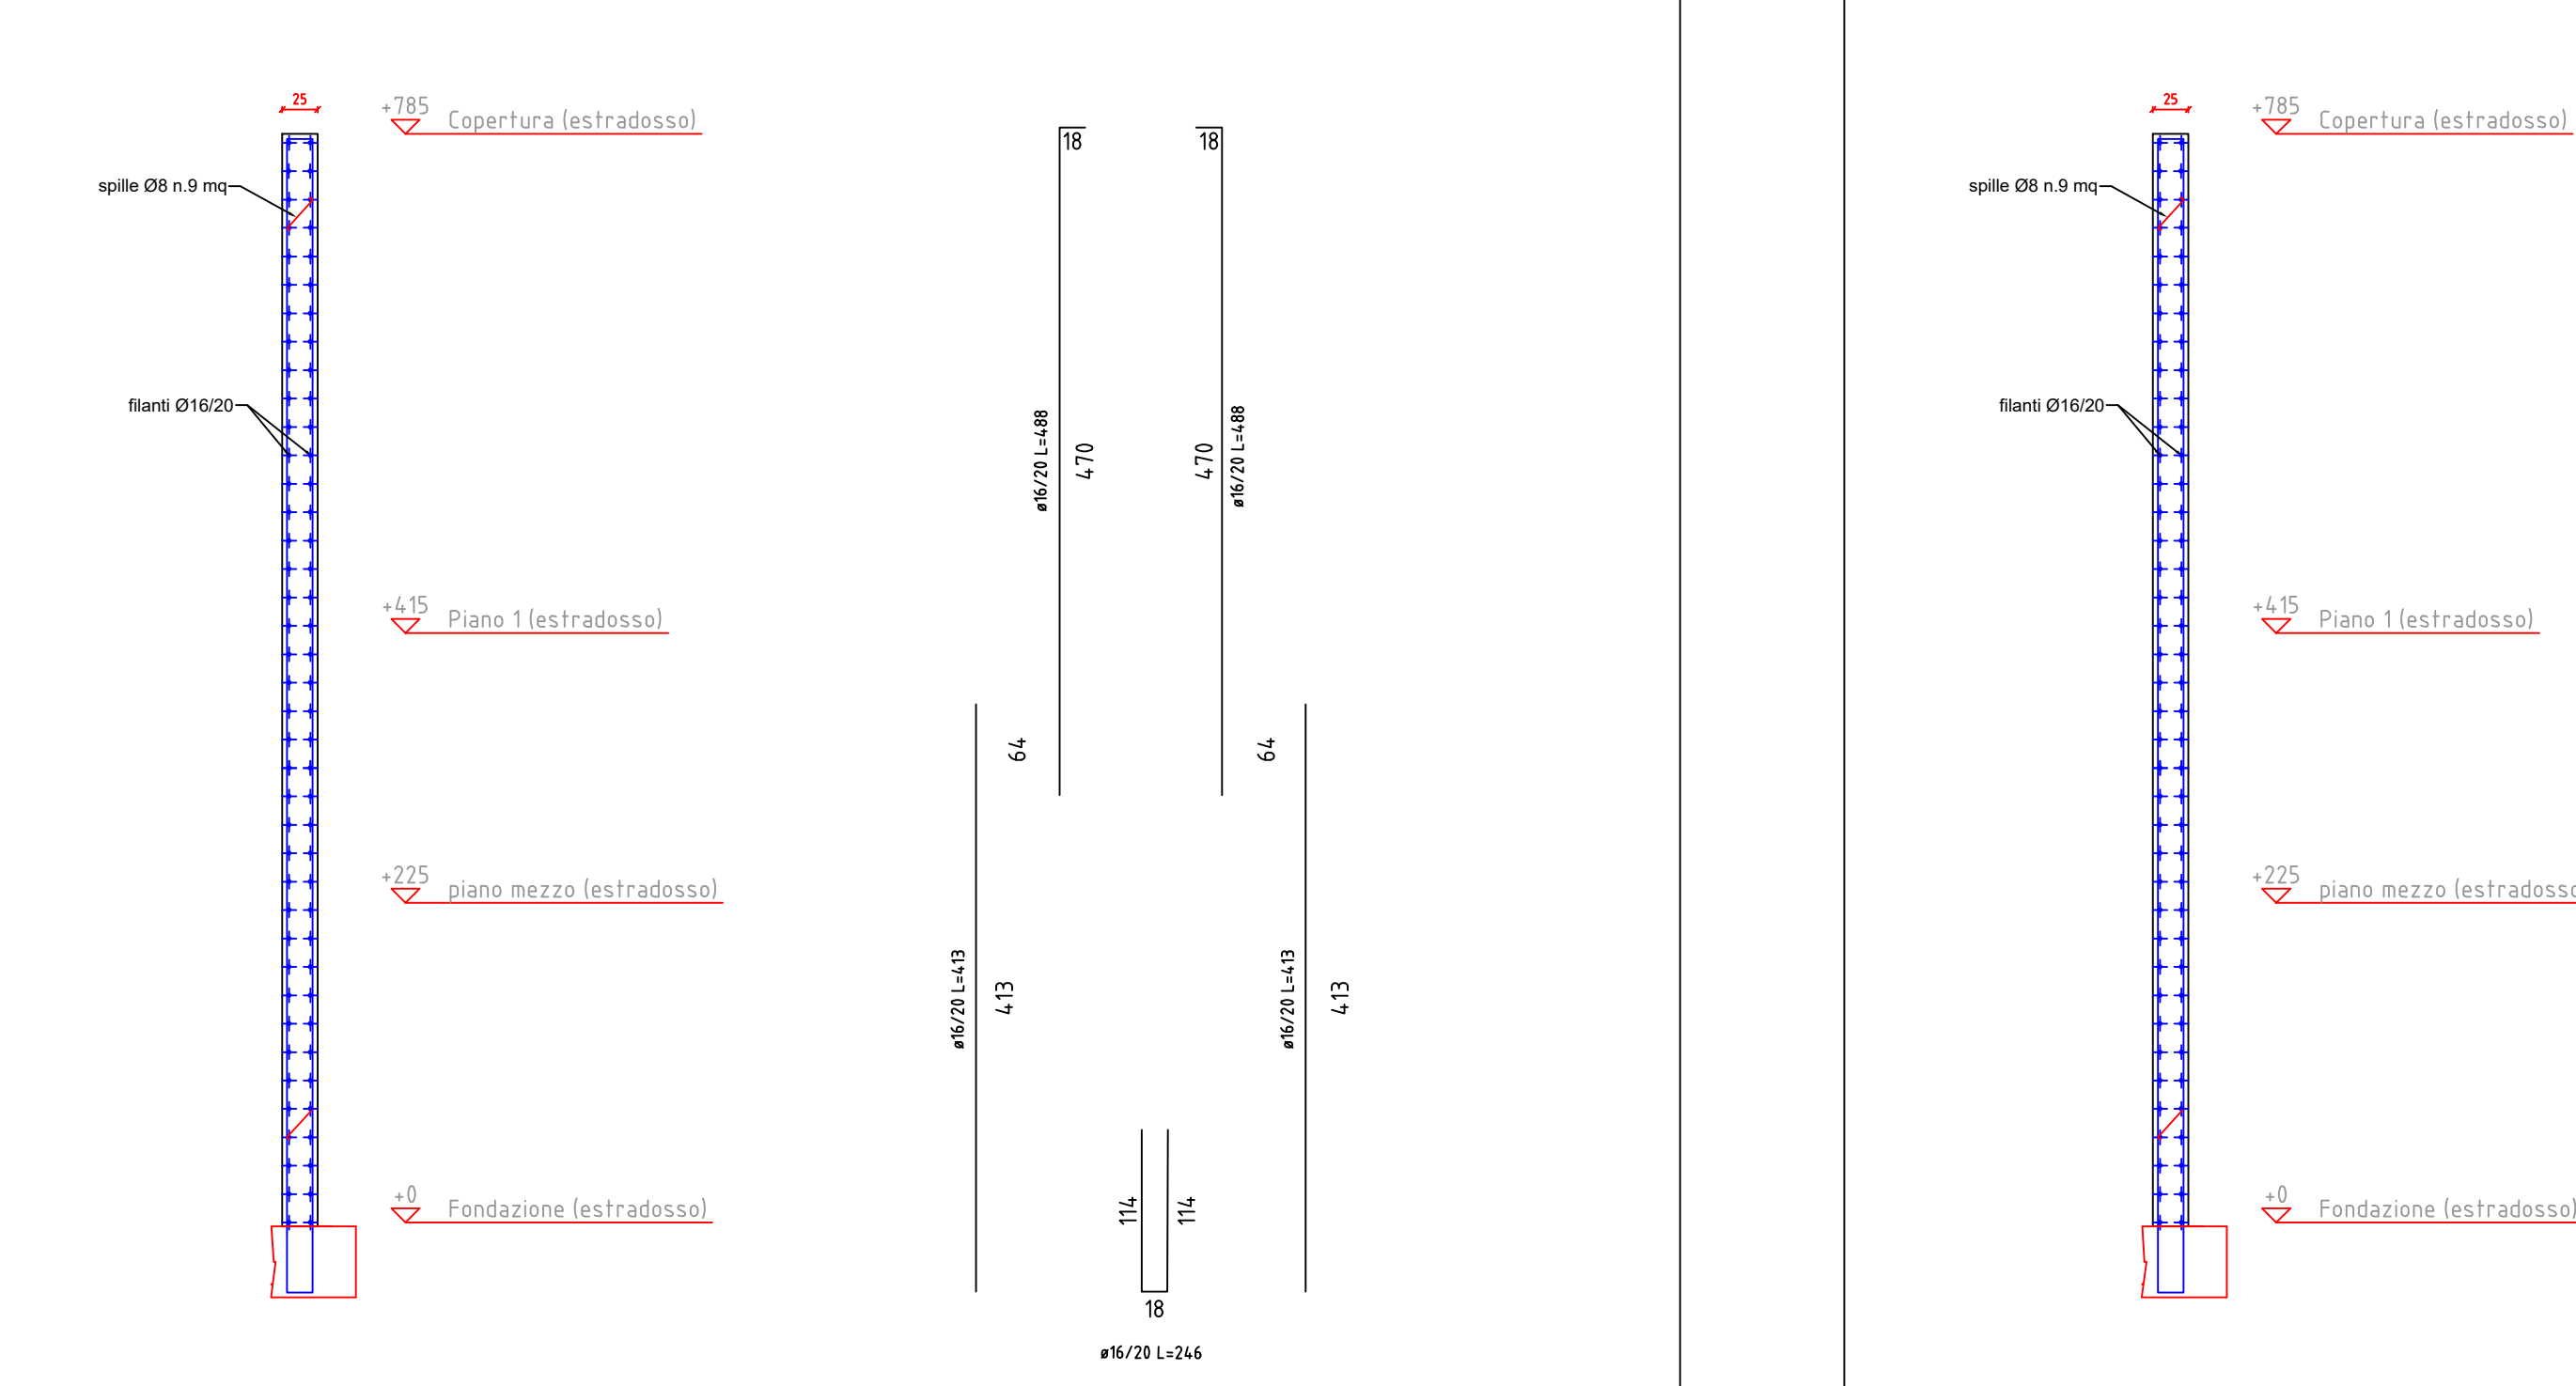 25
+785
Copertura (estradosso)
spille Ø8 n.9 mq
filanti Ø16/20
+415
Piano 1 (estradosso)
+225
piano mezzo (estradosso)
+0
Fondazione (estradosso)
18
18
ø16/20 L=488
470
470
ø16/20 L=488
64
64
ø16/20 L=413
413
ø16/20 L=413
413
114
114
18
ø16/20 L=246
25
+785
Copertura (estradosso)
spille Ø8 n.9 mq
filanti Ø16/20
+415
Piano 1 (estradosso)
+225
piano mezzo (estradosso
+0
Fondazione (estradosso)